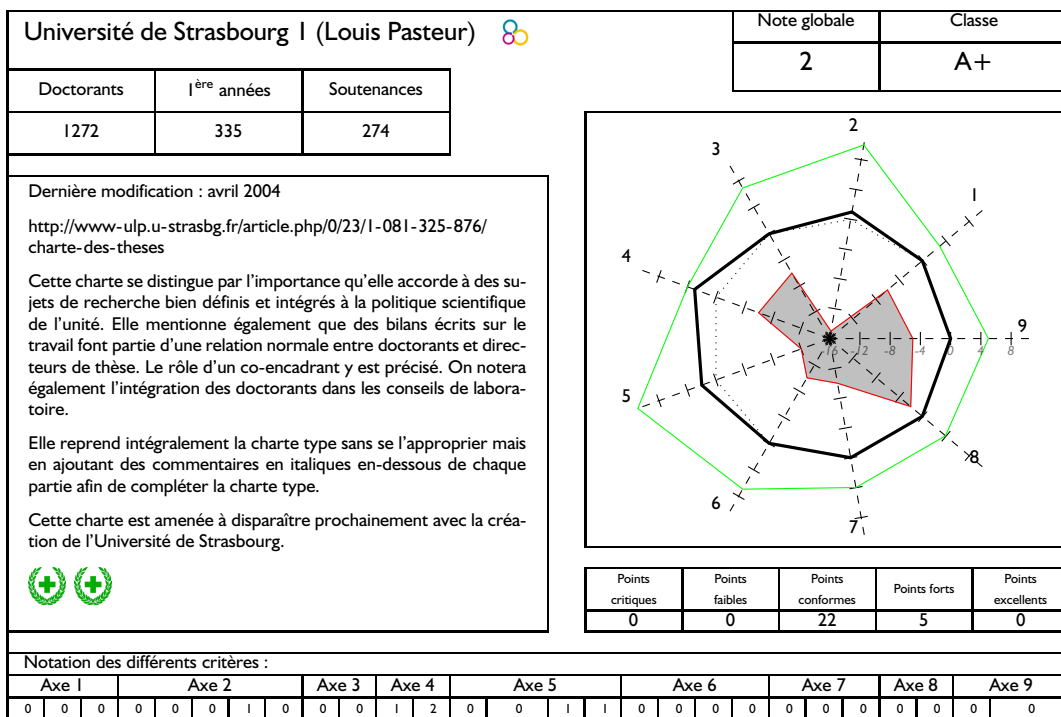 Université de Strasbourg 1 (Louis Pasteur)
Note globale Classe
2 A+
Doctorants 1ère années Soutenances
1272 335 274
Dernière modification : avril 2004
http://www-ulp.u-strasbg.fr/article.php/0/23/1-081-325-876/
charte-des-theses
Cette charte se distingue par l'importance qu'elle accorde à des su-
jets de recherche bien définis et intégrés à la politique scientifique
de l'unité. Elle mentionne également que des bilans écrits sur le
travail font partie d'une relation normale entre doctorants et direc-
teurs de thèse. Le rôle d'un co-encadrant y est précisé. On notera
également l'intégration des doctorants dans les conseils de labora-
toire.
Elle reprend intégralement la charte type sans se l'approprier mais
en ajoutant des commentaires en italiques en-dessous de chaque
partie afin de compléter la charte type.
Cette charte est amenée à disparaître prochainement avec la créa-
tion de l'Université de Strasbourg.
2
3
1
4
9
-16 -12 -8 -4 0 4 8
5
8
6
7
Points critiques Points faibles Points conformes Points forts Points excellents
0 0 22 5 0
Notation des différents critères :
Axe 1 Axe 2 Axe 3 Axe 4 Axe 5 Axe 6 Axe 7 Axe 8 Axe 9
0 0 0 0 0 0 1 0 0 0 1 2 0 0 1 1 0 0 0 0 0 0 0 0 0 0 0